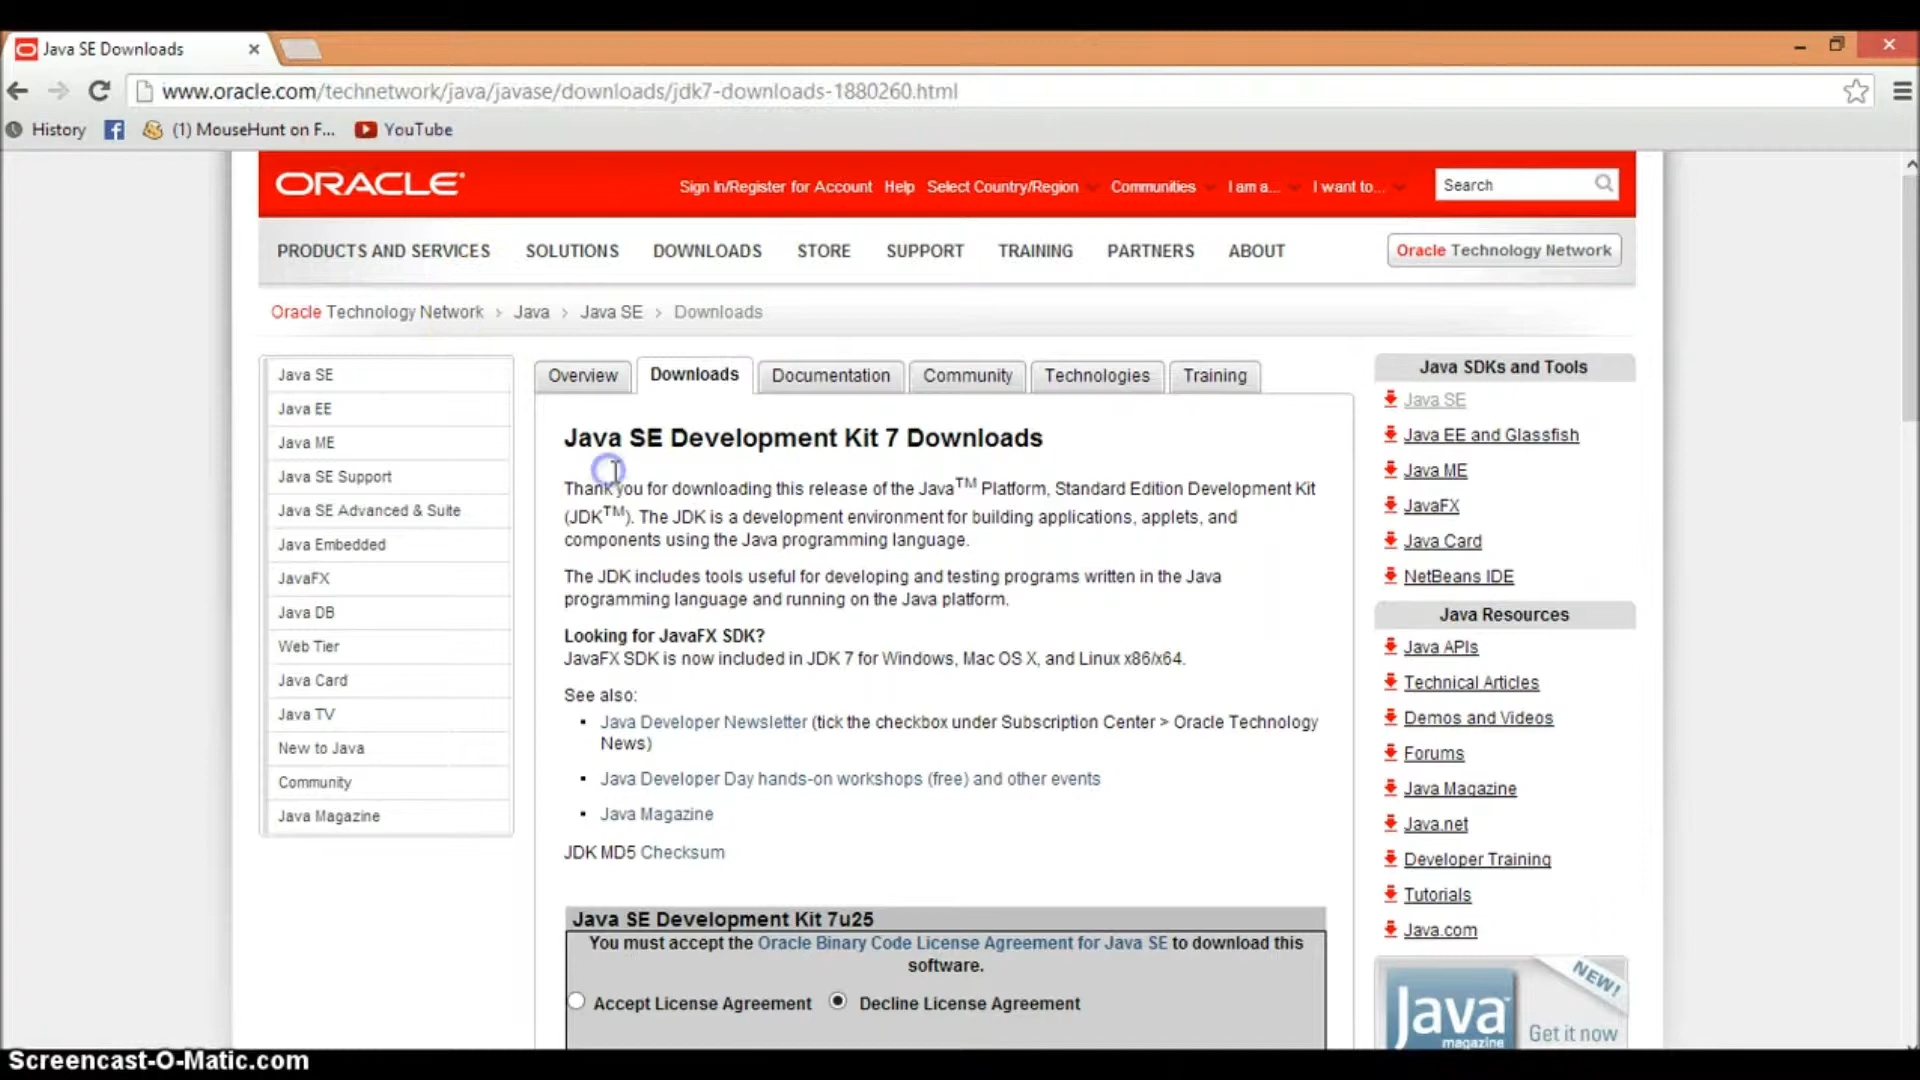 Java SE Downloads
www.oracle.com/technetwork/java/javase/downloads/jdk7-downloads-1880260.html
History (1) MouseHunt on F... YouTube
ORACLE
Sign In/Register for Account Help Select Country/Region Communities I am a... I want to... Search
PRODUCTS AND SERVICES SOLUTIONS DOWNLOADS STORE SUPPORT TRAINING PARTNERS ABOUT Oracle Technology Network
Oracle Technology Network > Java > Java SE > Downloads
Java SE
Java EE
Java ME
Java SE Support
Java SE Advanced & Suite
Java Embedded
JavaFX
Java DB
Web Tier
Java Card
Java TV
New to Java
Community
Java Magazine
Overview Downloads Documentation Community Technologies Training
Java SE Development Kit 7 Downloads
Thank you for downloading this release of the Java™ Platform, Standard Edition Development Kit
(JDK™). The JDK is a development environment for building applications, applets, and
components using the Java programming language.
The JDK includes tools useful for developing and testing programs written in the Java
programming language and running on the Java platform.
Looking for JavaFX SDK?
JavaFX SDK is now included in JDK 7 for Windows, Mac OS X, and Linux x86/x64.
See also:
▪ Java Developer Newsletter (tick the checkbox under Subscription Center > Oracle Technology
News)
▪ Java Developer Day hands-on workshops (free) and other events
▪ Java Magazine
JDK MD5 Checksum
Java SE Development Kit 7u25
You must accept the Oracle Binary Code License Agreement for Java SE to download this
software.
Accept License Agreement Decline License Agreement
Java SDKs and Tools
Java SE
Java EE and Glassfish
Java ME
JavaFX
Java Card
NetBeans IDE
Java Resources
Java APIs
Technical Articles
Demos and Videos
Forums
Java Magazine
Java.net
Developer Training
Tutorials
Java.com
NEW!
Java
magazine
Get it now
Screencast-O-Matic.com